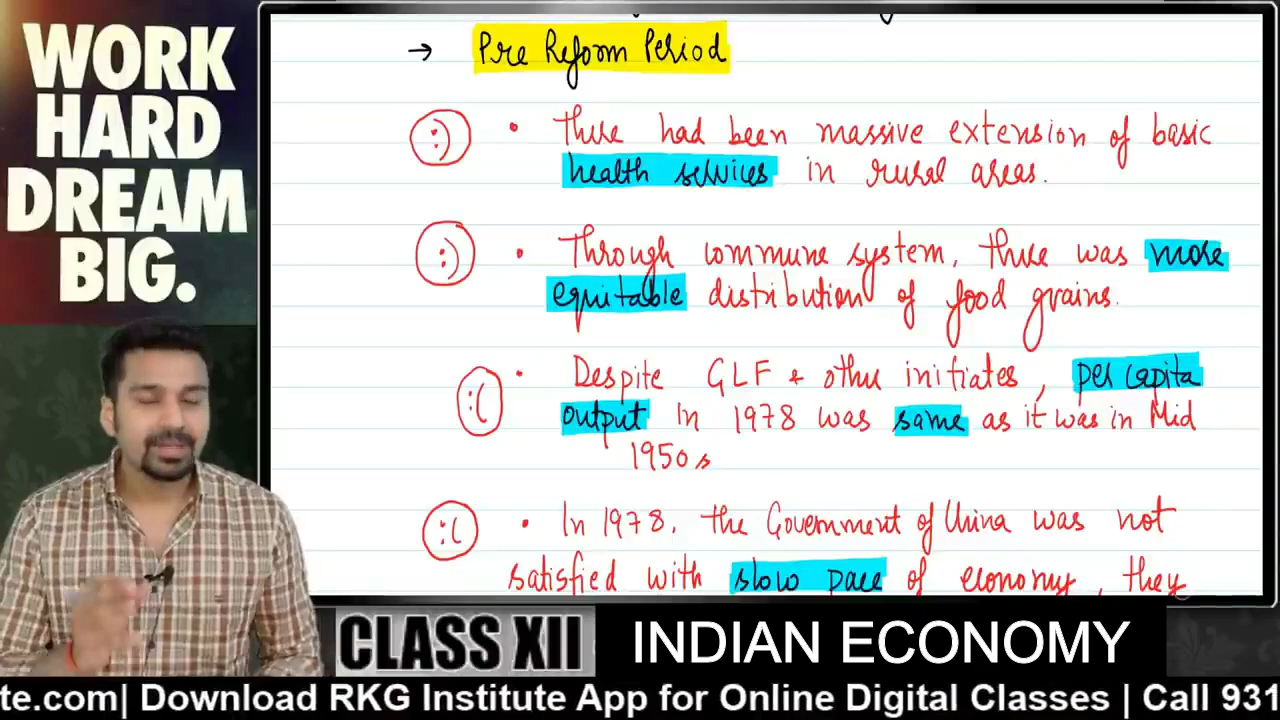 WORK
HARD
DREAM
BIG.
→ Pre Reform Period
:) • There had been massive extension of basic
health services in rural areas.
:) • Through commune system, there was more
equitable distribution of food grains.
:( • Despite GLF & other initiates, per capita
output in 1978 was same as it was in Mid
1950s
:( • In 1978, the Government of China was not
satisfied with slow pace of economy, they
CLASS XII INDIAN ECONOMY
te.com| Download RKG Institute App for Online Digital Classes | Call 931